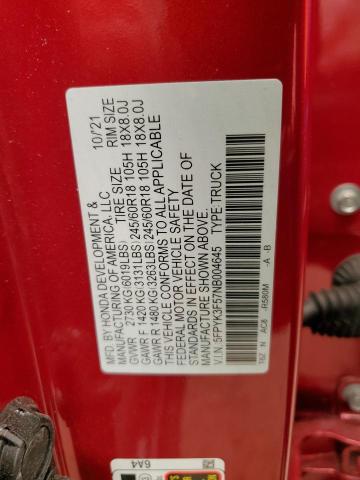 MFD. BY HONDA DEVELOPMENT & 10/21
MANUFACTURING OF AMERICA, LLC
TIRE SIZE RIM SIZE
GVWR 2730KG(6019LBS)
GAWR F 1420KG(3131LBS) 245/60R18 105H 18X8.0J
GAWR R 1480KG(3263LBS) 245/60R18 105H 18X8.0J
THIS VEHICLE CONFORMS TO ALL APPLICABLE
FEDERAL MOTOR VEHICLE SAFETY
STANDARDS IN EFFECT ON THE DATE OF
MANUFACTURE SHOWN ABOVE.
V.I.N. 5FPYK3F57NB004645 TYPE:TRUCK
T6Z N A/C6 R580M -A -B
6A4